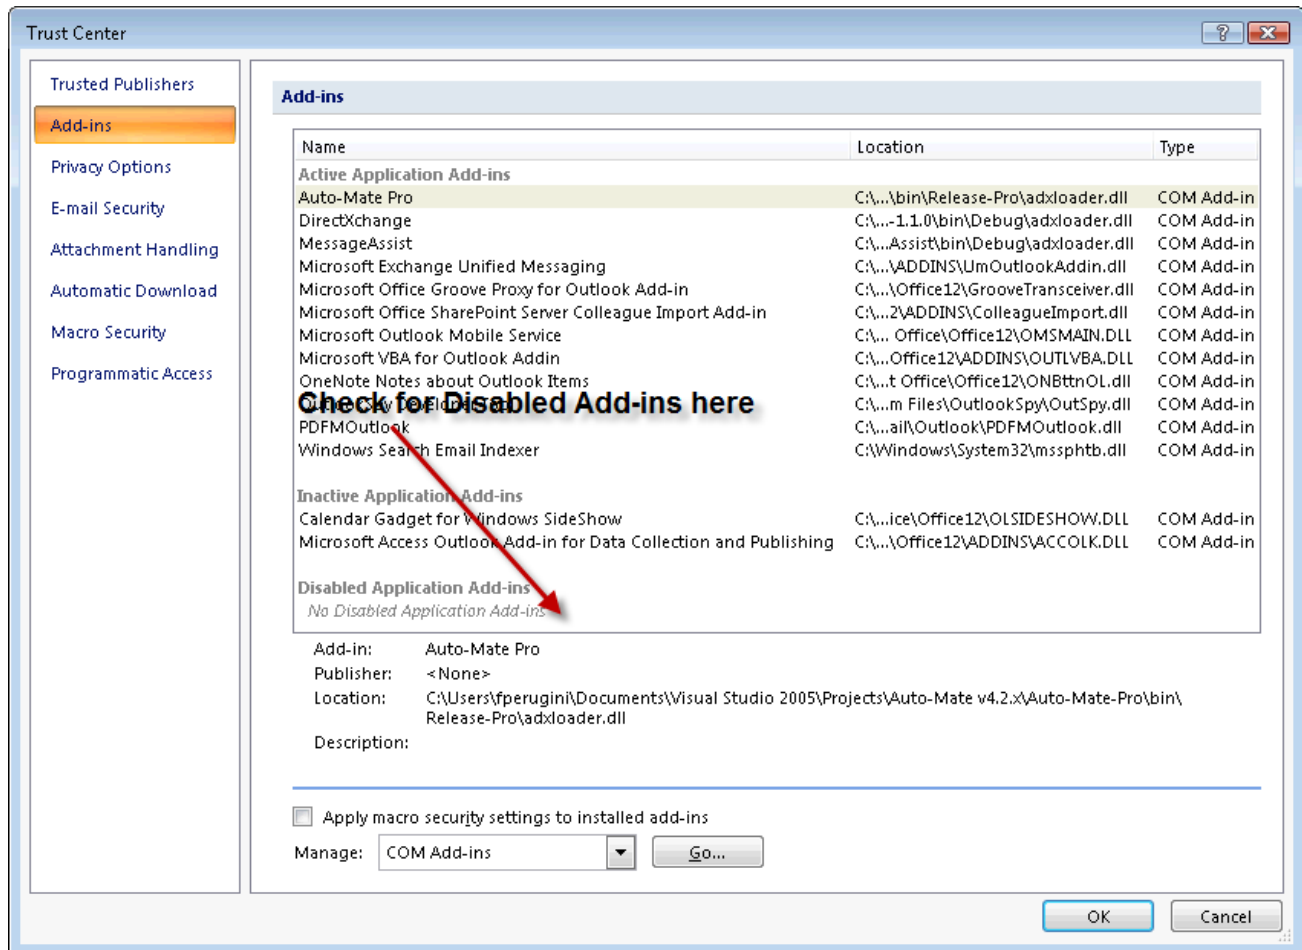 Trust Center
Trusted Publishers
Add-ins
Privacy Options
E-mail Security
Attachment Handling
Automatic Download
Macro Security
Programmatic Access
Add-ins
Name Location Type
Active Application Add-ins
Auto-Mate Pro C:\...\bin\Release-Pro\adxloader.dll COM Add-in
DirectXchange C:\...-1.1.0\bin\Debug\adxloader.dll COM Add-in
MessageAssist C:\...Assist\bin\Debug\adxloader.dll COM Add-in
Microsoft Exchange Unified Messaging C:\...\ADDINS\UmOutlookAddin.dll COM Add-in
Microsoft Office Groove Proxy for Outlook Add-in C:\...\Office12\GrooveTransceiver.dll COM Add-in
Microsoft Office SharePoint Server Colleague Import Add-in C:\...2\ADDINS\ColleagueImport.dll COM Add-in
Microsoft Outlook Mobile Service C:\... Office\Office12\OMSMAIN.DLL COM Add-in
Microsoft VBA for Outlook Addin C:\...Office12\ADDINS\OUTLVBA.DLL COM Add-in
OneNote Notes about Outlook Items C:\...t Office\Office12\ONBttnOL.dll COM Add-in
Check for Disabled Add-ins here
C:\...m Files\OutlookSpy\OutSpy.dll COM Add-in
PDFMOutlook C:\...ail\Outlook\PDFMOutlook.dll COM Add-in
Windows Search Email Indexer C:\Windows\System32\mssphtb.dll COM Add-in
Inactive Application Add-ins
Calendar Gadget for Windows SideShow C:\...ice\Office12\OLSIDESHOW.DLL COM Add-in
Microsoft Access Outlook Add-in for Data Collection and Publishing C:\...\Office12\ADDINS\ACCOLK.DLL COM Add-in
Disabled Application Add-ins
No Disabled Application Add-ins
Add-in: Auto-Mate Pro
Publisher: <None>
Location: C:\Users\fperugini\Documents\Visual Studio 2005\Projects\Auto-Mate v4.2.x\Auto-Mate-Pro\bin\
Release-Pro\adxloader.dll
Description:
Apply macro security settings to installed add-ins
Manage: COM Add-ins Go...
OK Cancel